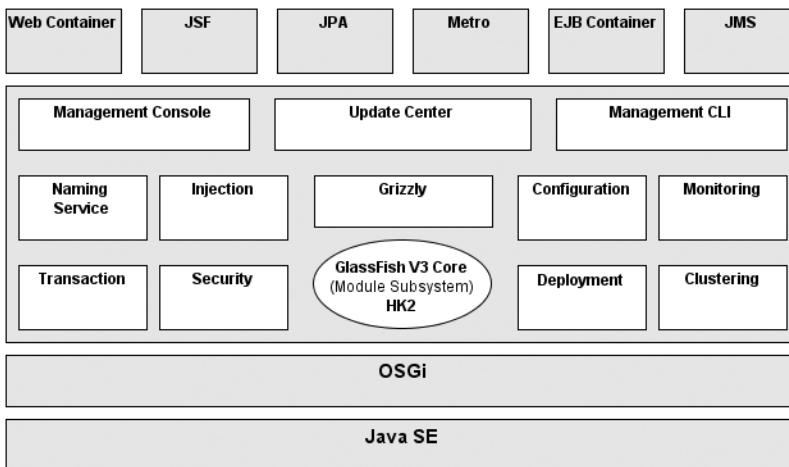 Web Container
JSF
JPA
Metro
EJB Container
JMS
Management Console
Update Center
Management CLI
Naming
Service
Injection
Grizzly
Configuration
Monitoring
Transaction
Security
GlassFish V3 Core
(Module Subsystem)
HK2
Deployment
Clustering
OSGi
Java SE